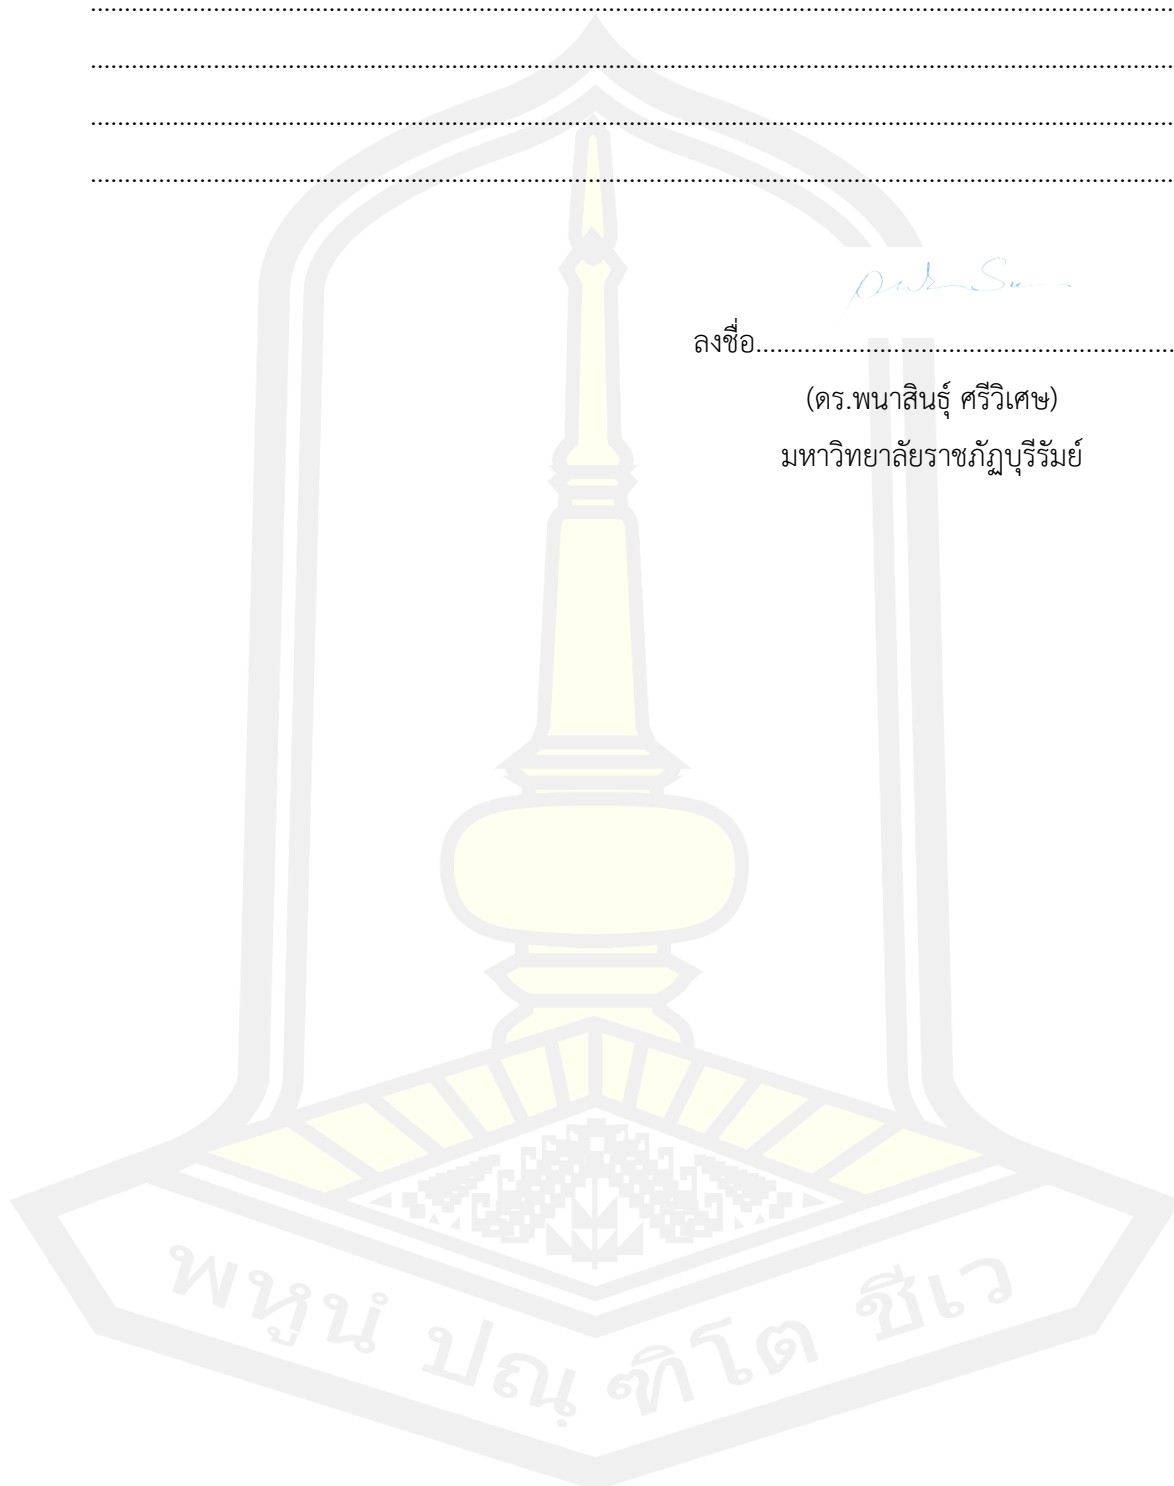 ........................................................................................................................................................
........................................................................................................................................................
........................................................................................................................................................
........................................................................................................................................................
ลงชื่อ.............................................................
(ดร.พนาสินธุ์ ศรีวิเศษ)
มหาวิทยาลัยราชภัฏบุรีรัมย์
พหูนํ ปณฺฑิโต ชีเว